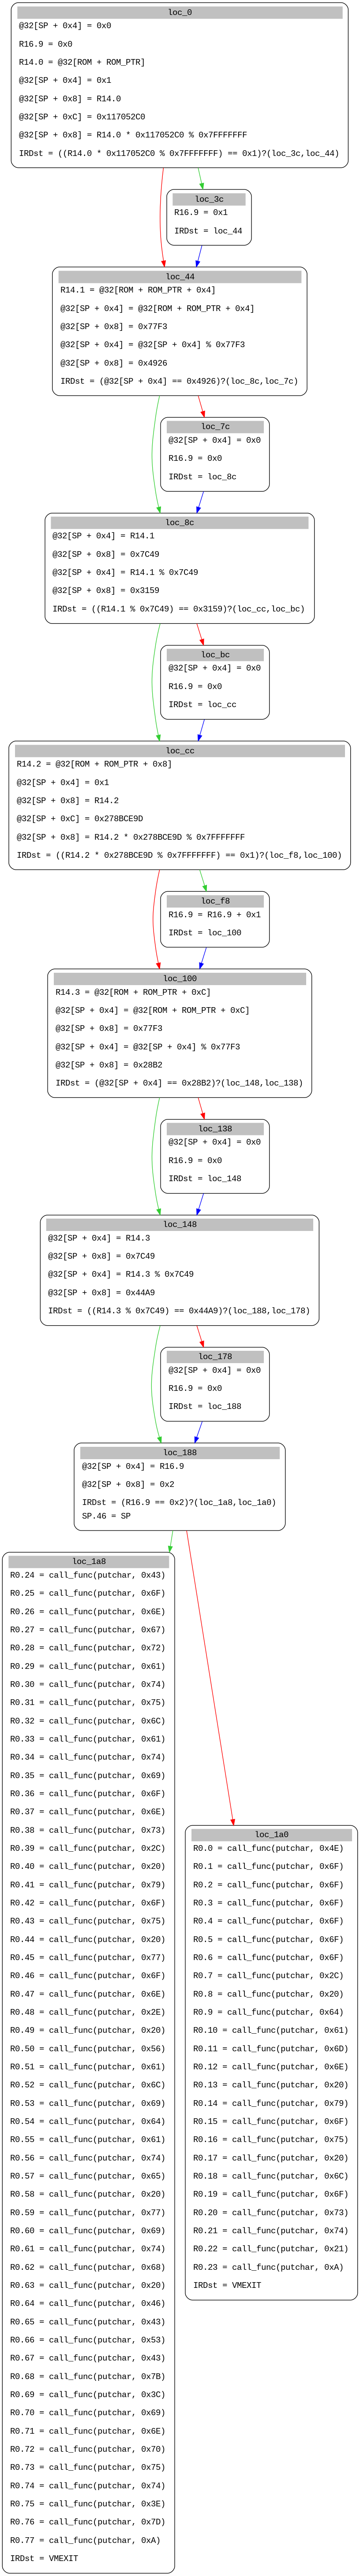 loc_0
@32[SP + 0x4] = 0x0
R16.9 = 0x0
R14.0 = @32[ROM + ROM_PTR]
@32[SP + 0x4] = 0x1
@32[SP + 0x8] = R14.0
@32[SP + 0xC] = 0x117052C0
@32[SP + 0x8] = R14.0 * 0x117052C0 % 0x7FFFFFFF
IRDst = ((R14.0 * 0x117052C0 % 0x7FFFFFFF) == 0x1)?(loc_3c,loc_44)
loc_3c
R16.9 = 0x1
IRDst = loc_44
loc_44
R14.1 = @32[ROM + ROM_PTR + 0x4]
@32[SP + 0x4] = @32[ROM + ROM_PTR + 0x4]
@32[SP + 0x8] = 0x77F3
@32[SP + 0x4] = @32[SP + 0x4] % 0x77F3
@32[SP + 0x8] = 0x4926
IRDst = (@32[SP + 0x4] == 0x4926)?(loc_8c,loc_7c)
loc_7c
@32[SP + 0x4] = 0x0
R16.9 = 0x0
IRDst = loc_8c
loc_8c
@32[SP + 0x4] = R14.1
@32[SP + 0x8] = 0x7C49
@32[SP + 0x4] = R14.1 % 0x7C49
@32[SP + 0x8] = 0x3159
IRDst = ((R14.1 % 0x7C49) == 0x3159)?(loc_cc,loc_bc)
loc_bc
@32[SP + 0x4] = 0x0
R16.9 = 0x0
IRDst = loc_cc
loc_cc
R14.2 = @32[ROM + ROM_PTR + 0x8]
@32[SP + 0x4] = 0x1
@32[SP + 0x8] = R14.2
@32[SP + 0xC] = 0x278BCE9D
@32[SP + 0x8] = R14.2 * 0x278BCE9D % 0x7FFFFFFF
IRDst = ((R14.2 * 0x278BCE9D % 0x7FFFFFFF) == 0x1)?(loc_f8,loc_100)
loc_f8
R16.9 = R16.9 + 0x1
IRDst = loc_100
loc_100
R14.3 = @32[ROM + ROM_PTR + 0xC]
@32[SP + 0x4] = @32[ROM + ROM_PTR + 0xC]
@32[SP + 0x8] = 0x77F3
@32[SP + 0x4] = @32[SP + 0x4] % 0x77F3
@32[SP + 0x8] = 0x28B2
IRDst = (@32[SP + 0x4] == 0x28B2)?(loc_148,loc_138)
loc_138
@32[SP + 0x4] = 0x0
R16.9 = 0x0
IRDst = loc_148
loc_148
@32[SP + 0x4] = R14.3
@32[SP + 0x8] = 0x7C49
@32[SP + 0x4] = R14.3 % 0x7C49
@32[SP + 0x8] = 0x44A9
IRDst = ((R14.3 % 0x7C49) == 0x44A9)?(loc_188,loc_178)
loc_178
@32[SP + 0x4] = 0x0
R16.9 = 0x0
IRDst = loc_188
loc_188
@32[SP + 0x4] = R16.9
@32[SP + 0x8] = 0x2
IRDst = (R16.9 == 0x2)?(loc_1a8,loc_1a0)
SP.46 = SP
loc_1a8
R0.24 = call_func(putchar, 0x43)
R0.25 = call_func(putchar, 0x6F)
R0.26 = call_func(putchar, 0x6E)
R0.27 = call_func(putchar, 0x67)
R0.28 = call_func(putchar, 0x72)
R0.29 = call_func(putchar, 0x61)
R0.30 = call_func(putchar, 0x74)
R0.31 = call_func(putchar, 0x75)
R0.32 = call_func(putchar, 0x6C)
R0.33 = call_func(putchar, 0x61)
R0.34 = call_func(putchar, 0x74)
R0.35 = call_func(putchar, 0x69)
R0.36 = call_func(putchar, 0x6F)
R0.37 = call_func(putchar, 0x6E)
R0.38 = call_func(putchar, 0x73)
R0.39 = call_func(putchar, 0x2C)
R0.40 = call_func(putchar, 0x20)
R0.41 = call_func(putchar, 0x79)
R0.42 = call_func(putchar, 0x6F)
R0.43 = call_func(putchar, 0x75)
R0.44 = call_func(putchar, 0x20)
R0.45 = call_func(putchar, 0x77)
R0.46 = call_func(putchar, 0x6F)
R0.47 = call_func(putchar, 0x6E)
R0.48 = call_func(putchar, 0x2E)
R0.49 = call_func(putchar, 0x20)
R0.50 = call_func(putchar, 0x56)
R0.51 = call_func(putchar, 0x61)
R0.52 = call_func(putchar, 0x6C)
R0.53 = call_func(putchar, 0x69)
R0.54 = call_func(putchar, 0x64)
R0.55 = call_func(putchar, 0x61)
R0.56 = call_func(putchar, 0x74)
R0.57 = call_func(putchar, 0x65)
R0.58 = call_func(putchar, 0x20)
R0.59 = call_func(putchar, 0x77)
R0.60 = call_func(putchar, 0x69)
R0.61 = call_func(putchar, 0x74)
R0.62 = call_func(putchar, 0x68)
R0.63 = call_func(putchar, 0x20)
R0.64 = call_func(putchar, 0x46)
R0.65 = call_func(putchar, 0x43)
R0.66 = call_func(putchar, 0x53)
R0.67 = call_func(putchar, 0x43)
R0.68 = call_func(putchar, 0x7B)
R0.69 = call_func(putchar, 0x3C)
R0.70 = call_func(putchar, 0x69)
R0.71 = call_func(putchar, 0x6E)
R0.72 = call_func(putchar, 0x70)
R0.73 = call_func(putchar, 0x75)
R0.74 = call_func(putchar, 0x74)
R0.75 = call_func(putchar, 0x3E)
R0.76 = call_func(putchar, 0x7D)
R0.77 = call_func(putchar, 0xA)
IRDst = VMEXIT
loc_1a0
R0.0 = call_func(putchar, 0x4E)
R0.1 = call_func(putchar, 0x6F)
R0.2 = call_func(putchar, 0x6F)
R0.3 = call_func(putchar, 0x6F)
R0.4 = call_func(putchar, 0x6F)
R0.5 = call_func(putchar, 0x6F)
R0.6 = call_func(putchar, 0x6F)
R0.7 = call_func(putchar, 0x2C)
R0.8 = call_func(putchar, 0x20)
R0.9 = call_func(putchar, 0x64)
R0.10 = call_func(putchar, 0x61)
R0.11 = call_func(putchar, 0x6D)
R0.12 = call_func(putchar, 0x6E)
R0.13 = call_func(putchar, 0x20)
R0.14 = call_func(putchar, 0x79)
R0.15 = call_func(putchar, 0x6F)
R0.16 = call_func(putchar, 0x75)
R0.17 = call_func(putchar, 0x20)
R0.18 = call_func(putchar, 0x6C)
R0.19 = call_func(putchar, 0x6F)
R0.20 = call_func(putchar, 0x73)
R0.21 = call_func(putchar, 0x74)
R0.22 = call_func(putchar, 0x21)
R0.23 = call_func(putchar, 0xA)
IRDst = VMEXIT